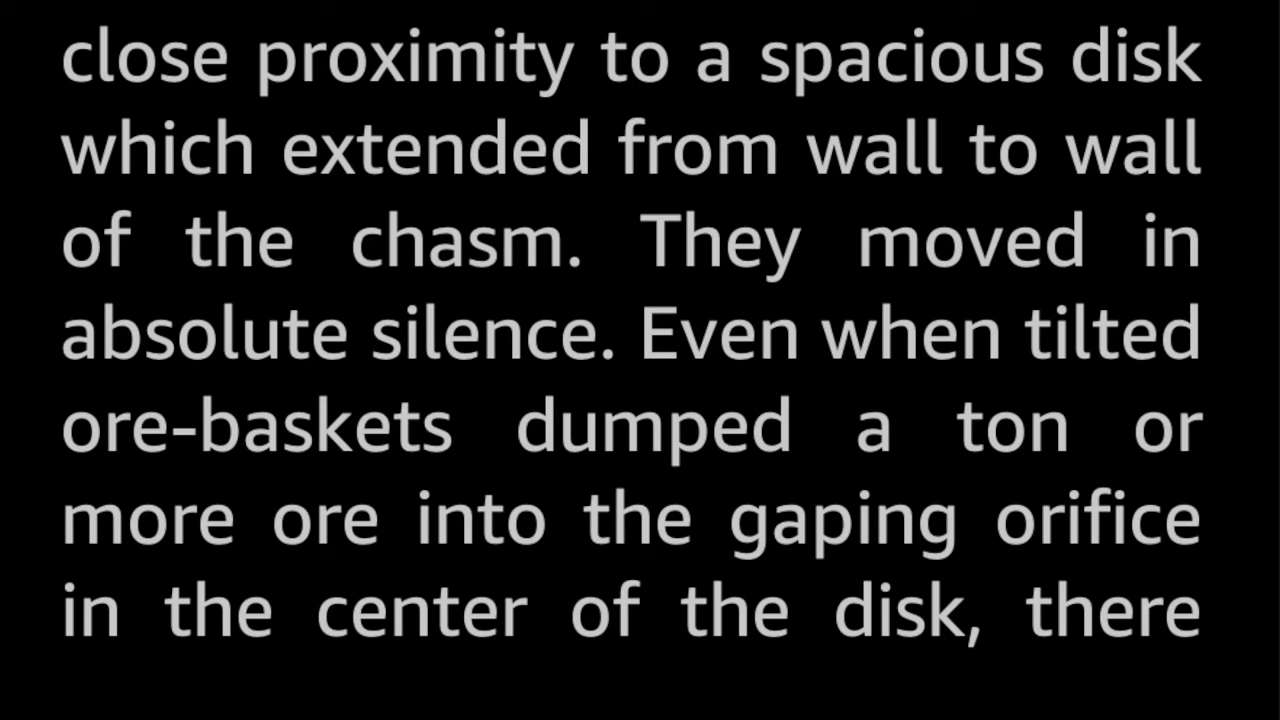 close proximity to a spacious disk
which extended from wall to wall
of the chasm. They moved in
absolute silence. Even when tilted
ore-baskets dumped a ton or
more ore into the gaping orifice
in the center of the disk, there